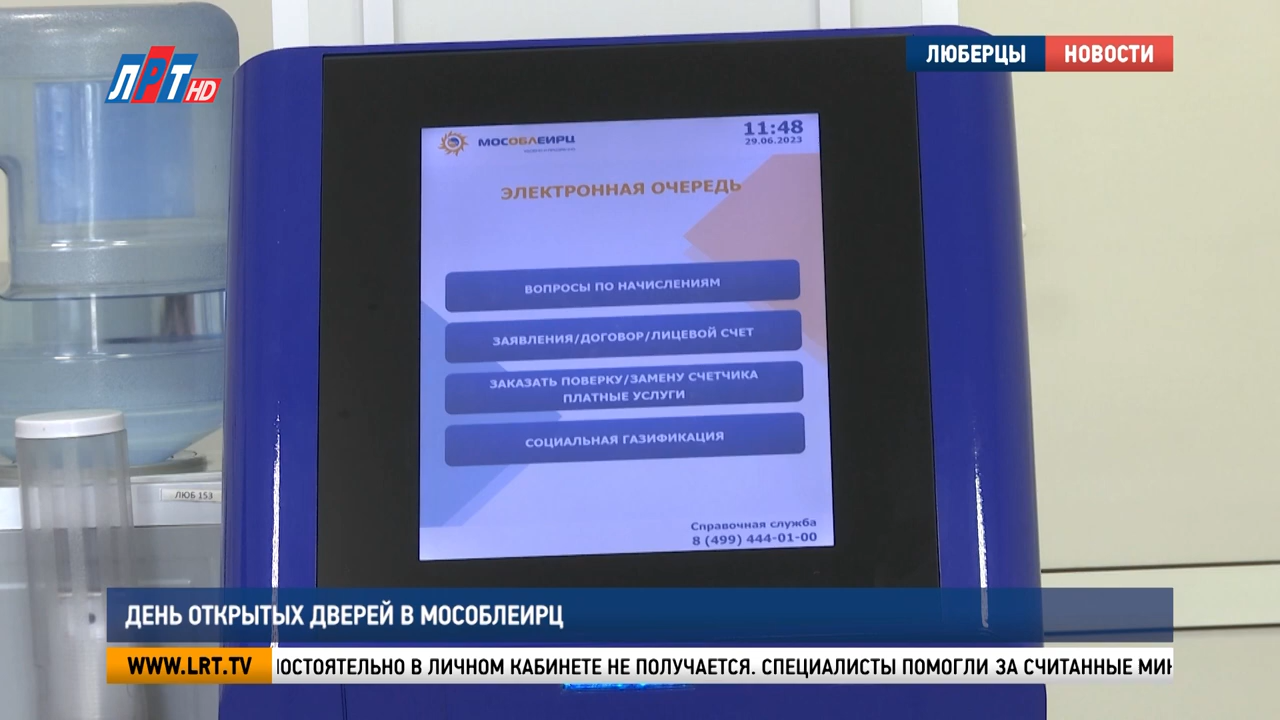 ЛРТ HD
ЛЮБЕРЦЫ НОВОСТИ
МОСОБЛЕИРЦ
11:48
29.06.2023
ЭЛЕКТРОННАЯ ОЧЕРЕДЬ
ВОПРОСЫ ПО НАЧИСЛЕНИЯМ
ЗАЯВЛЕНИЯ/ДОГОВОР/ЛИЦЕВОЙ СЧЕТ
ЗАКАЗАТЬ ПОВЕРКУ/ЗАМЕНУ СЧЕТЧИКА
ПЛАТНЫЕ УСЛУГИ
СОЦИАЛЬНАЯ ГАЗИФИКАЦИЯ
ЛЮБ 153
Справочная служба
8 (499) 444-01-00
ДЕНЬ ОТКРЫТЫХ ДВЕРЕЙ В МОСОБЛЕИРЦ
WWW.LRT.TV
ПОСТОЯТЕЛЬНО В ЛИЧНОМ КАБИНЕТЕ НЕ ПОЛУЧАЕТСЯ. СПЕЦИАЛИСТЫ ПОМОГЛИ ЗА СЧИТАННЫЕ МИН